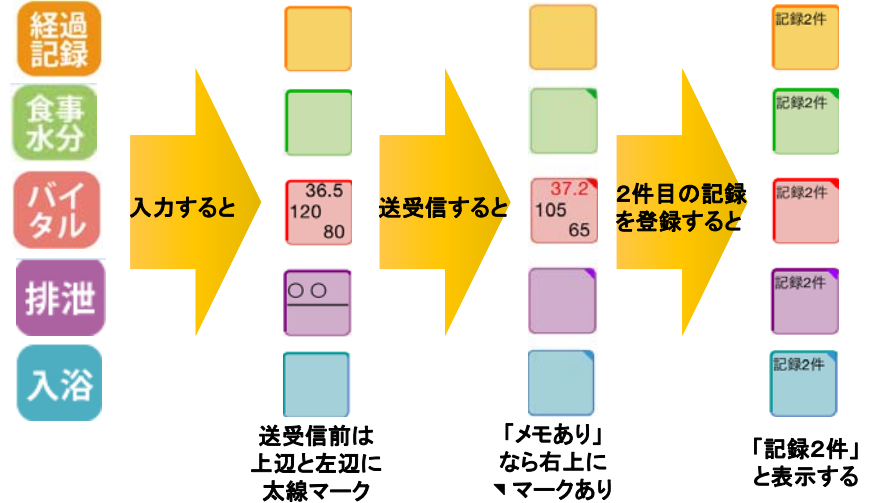 経過
記録
記録2件
食事
水分
記録2件
バイ
タル
36.5
120
80
37.2
105
65
記録2件
入力すると
送受信すると
2件目の記録
を登録すると
排泄
○○
記録2件
入浴
記録2件
送受信前は
上辺と左辺に
太線マーク
「メモあり」
なら右上に
◥マークあり
「記録2件」
と表示する